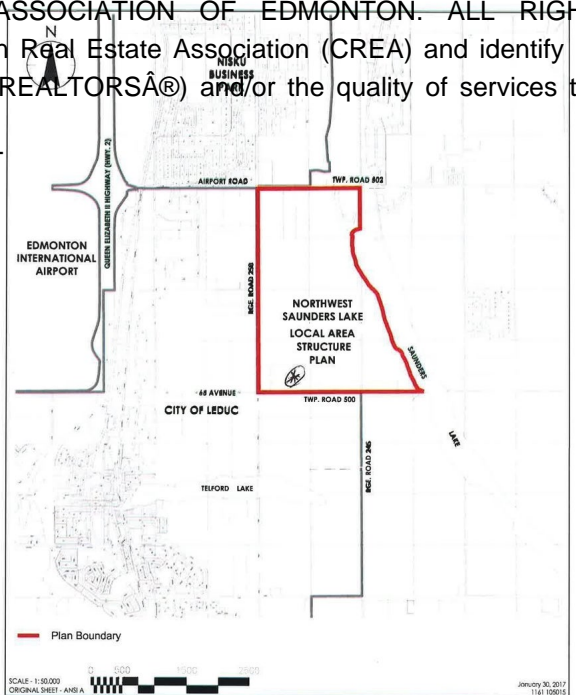 ASSOCIATION OF EDMONTON. ALL RIGH
n Real Estate Association (CREA) and identify
(REALTORSÂ®) and/or the quality of services t
N
NISKU
BUSINESS
PARK
QUEEN ELIZABETH II HIGHWAY (HWY. 2)
AIRPORT ROAD
TWP. ROAD 502
EDMONTON
INTERNATIONAL
AIRPORT
RGE. ROAD 250
NORTHWEST
SAUNDERS LAKE
LOCAL AREA
STRUCTURE
PLAN
SAUNDERS
LAKE
65 AVENUE
TWP. ROAD 500
CITY OF LEDUC
RGE. ROAD 245
TELFORD LAKE
Plan Boundary
0 500 1500 2500
SCALE - 1:50,000
ORIGINAL SHEET - ANSI A
January 30, 2017
1161 105015